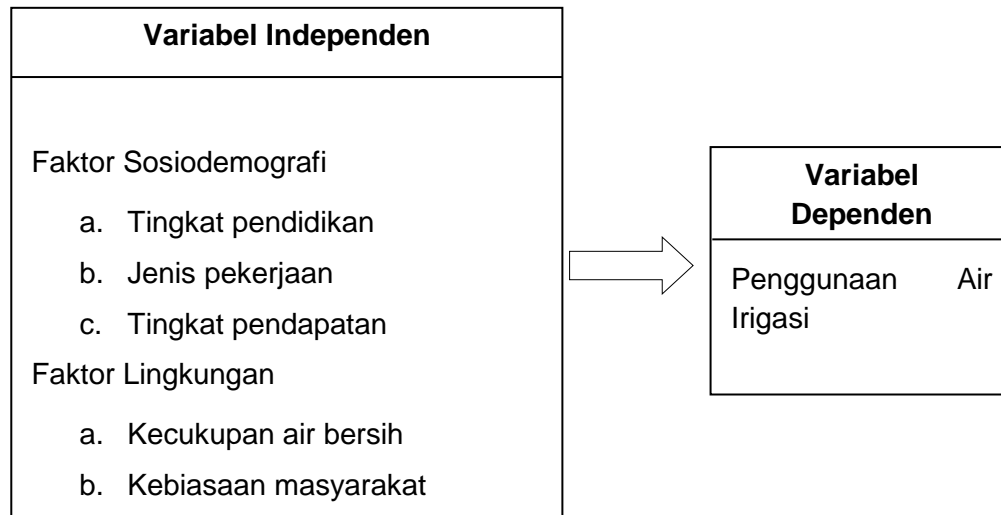 Variabel Independen
Faktor Sosiodemografi
a. Tingkat pendidikan
b. Jenis pekerjaan
c. Tingkat pendapatan
Faktor Lingkungan
a. Kecukupan air bersih
b. Kebiasaan masyarakat
Variabel
Dependen
Penggunaan Air
Irigasi